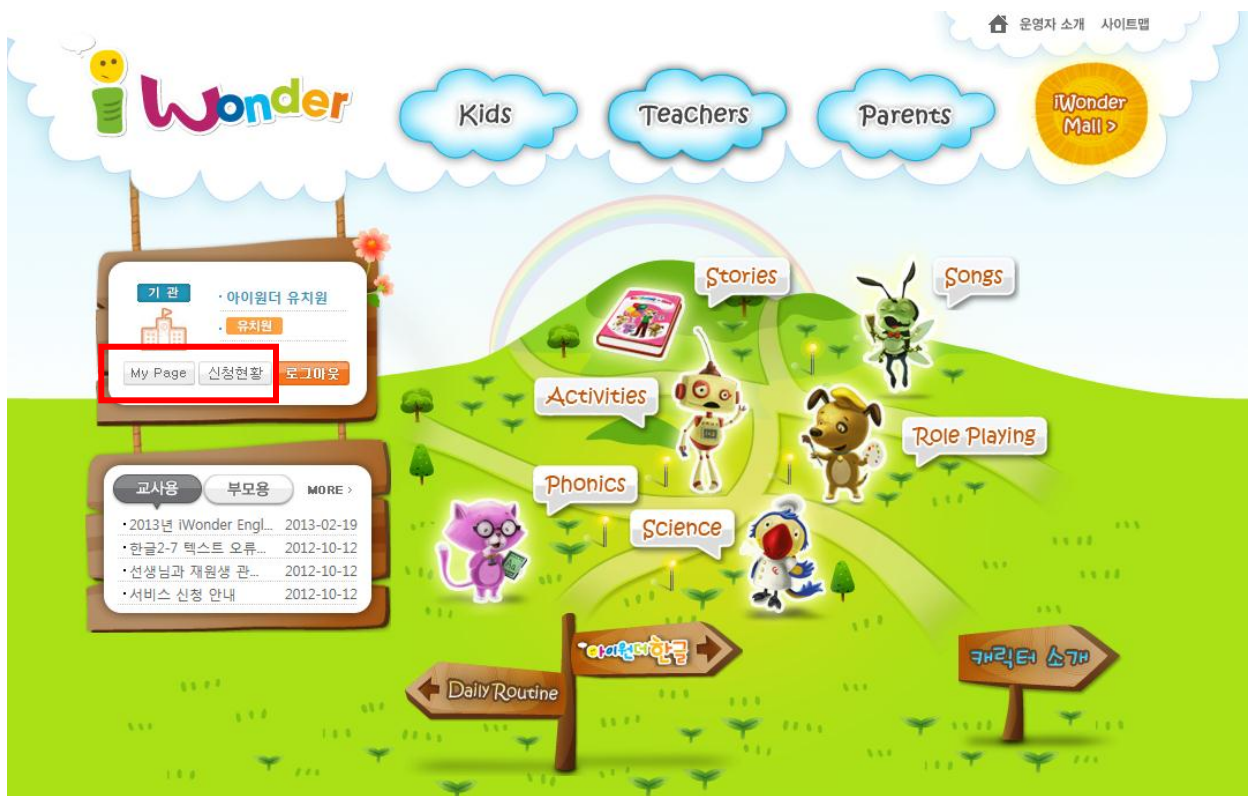 운영자 소개 사이트맵
i Wonder
Kids
Teachers
Parents
iWonder
Mall >
기 관
· 아이원더 유치원
· 유치원
My Page 신청현황 로그아웃
교사용 부모용 MORE >
· 2013년 iWonder Engl... 2013-02-19
· 한글2-7 텍스트 오류... 2012-10-12
· 선생님과 재원생 관... 2012-10-12
· 서비스 신청 안내 2012-10-12
Stories
Songs
Activities
Role Playing
Phonics
Science
아이원더한글
Daily Routine
캐릭터 소개